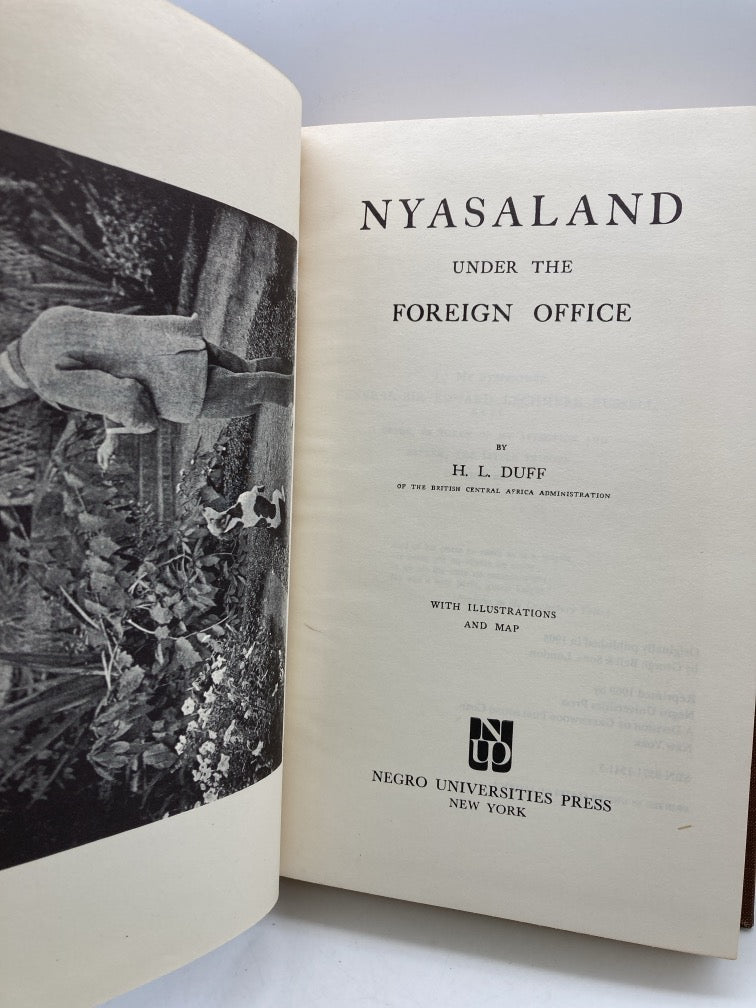 NYASALAND
UNDER THE
FOREIGN OFFICE
BY
H. L. DUFF
OF THE BRITISH CENTRAL AFRICA ADMINISTRATION
WITH ILLUSTRATIONS
AND MAP
NUP
NEGRO UNIVERSITIES PRESS
NEW YORK